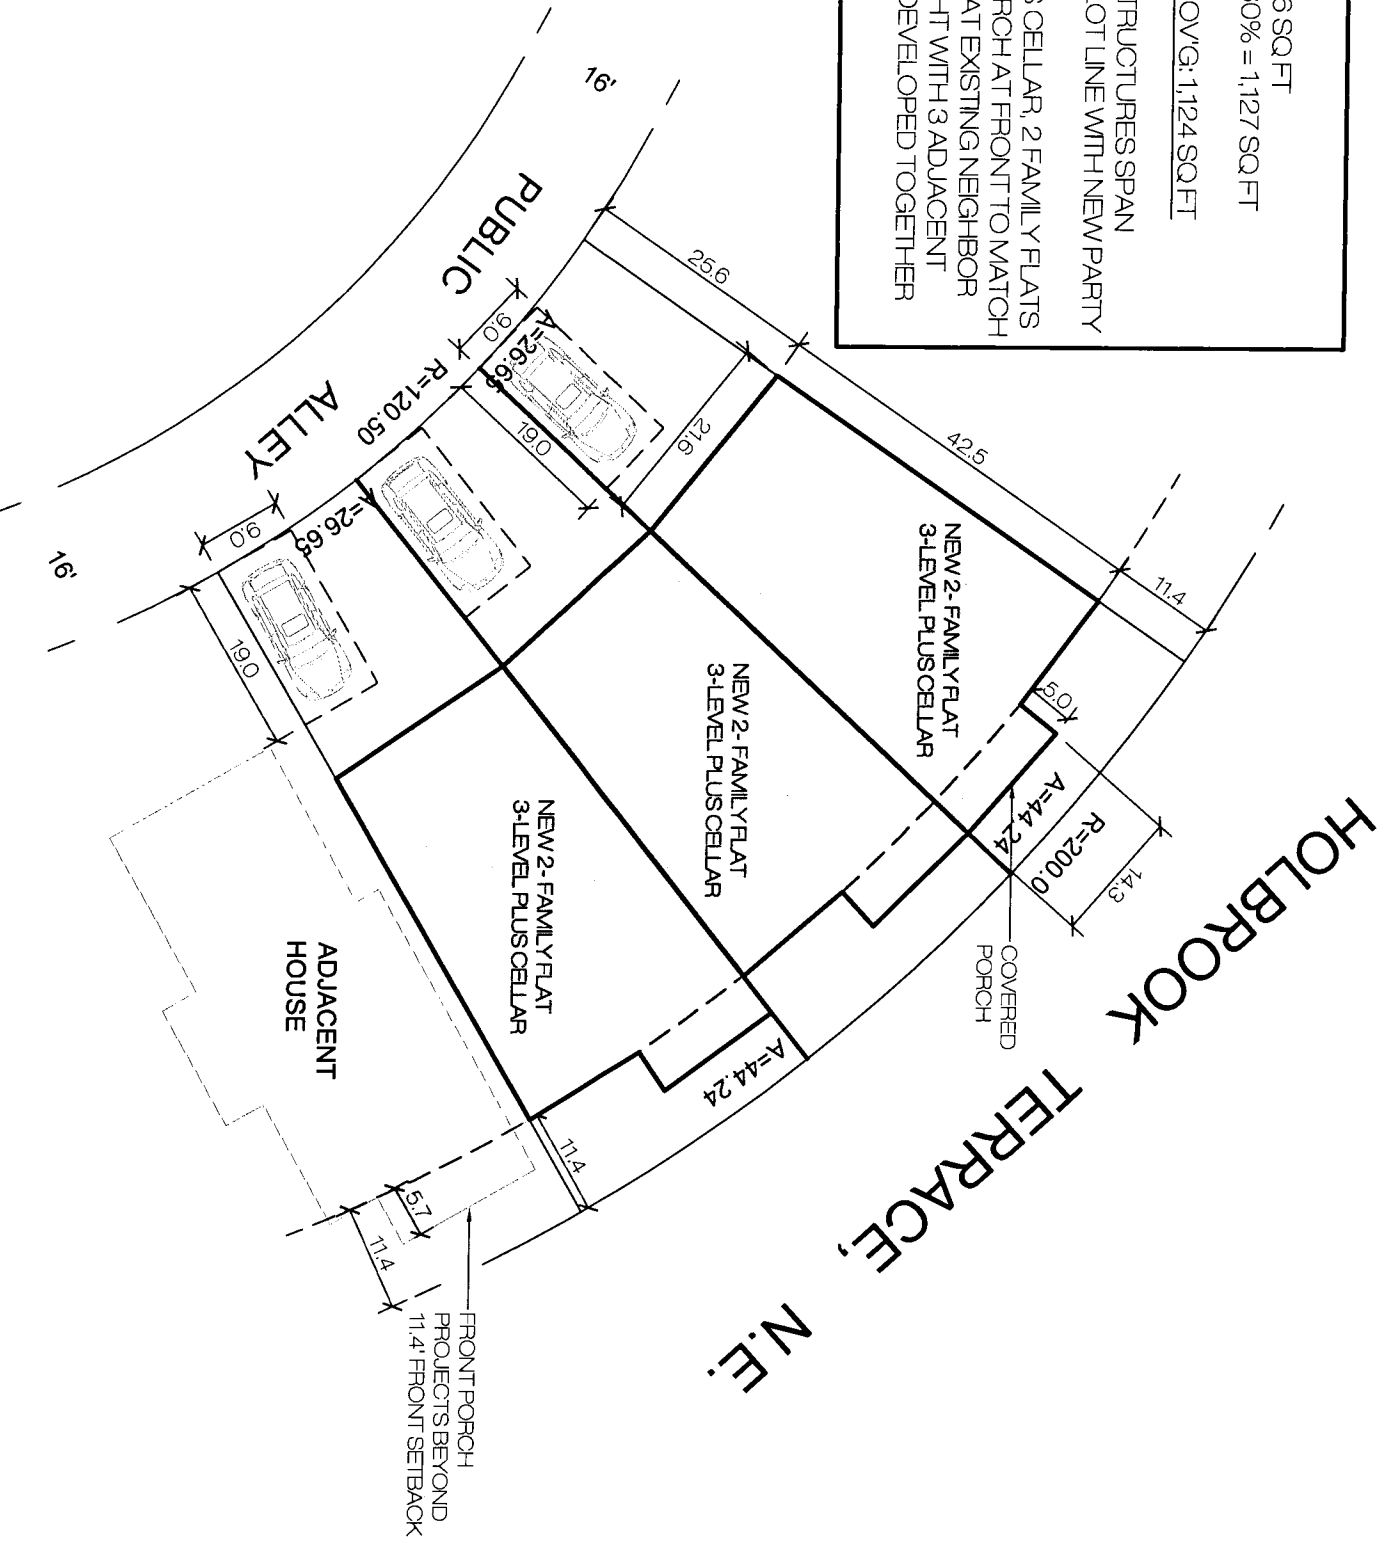 6 SQ FT
60% = 1,127 SQ FT
OV'G: 1,124 SQ FT
TRUCTURES SPAN
LOT LINE WITH NEW PARTY
S CELLAR, 2 FAMILY FLATS
RCH AT FRONT TO MATCH
AT EXISTING NEIGHBOR
HT WITH 3 ADJACENT
DEVELOPED TOGETHER
16'
PUBLIC
ALLEY
16'
25.6
42.5
11.4
9.0
A=26.65
R=120.50
19.0
21.6
A=26.65
9.0
19.0
NEW 2 - FAMILY FLAT
3-LEVEL PLUS CELLAR
NEW 2 - FAMILY FLAT
3-LEVEL PLUS CELLAR
NEW 2 - FAMILY FLAT
3-LEVEL PLUS CELLAR
5.0
A=44.24
R=200.0
14.3
COVERED
PORCH
A=44.24
HOLBROOK TERRACE, N.E.
ADJACENT
HOUSE
11.4
5.7
11.4
FRONT PORCH
PROJECTS BEYOND
11.4' FRONT SETBACK